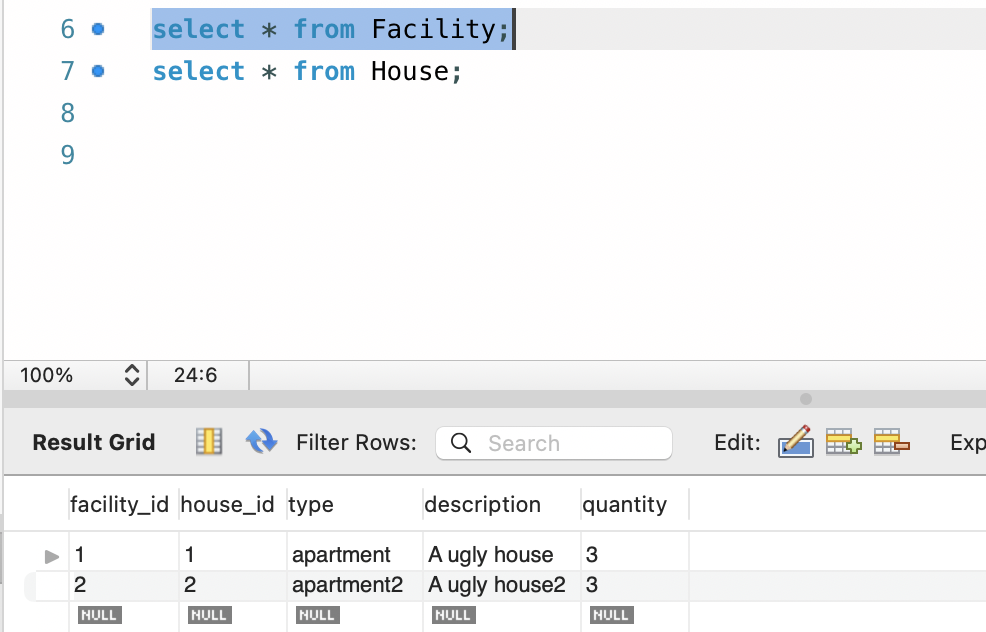 6 select * from Facility;
7 select * from House;
8
9
100% 24:6
Result Grid Filter Rows: Search Edit: Exp
facility_id house_id type description quantity
1 1 apartment A ugly house 3
2 2 apartment2 A ugly house2 3
NULL NULL NULL NULL NULL